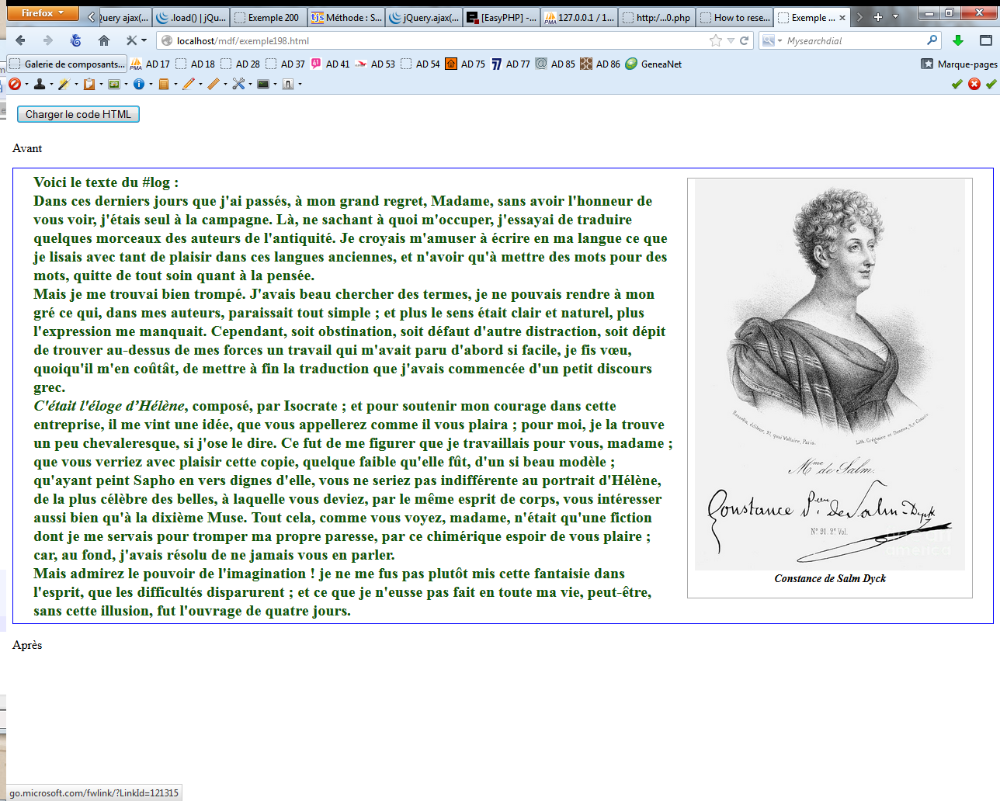 Firefox
Query ajax(...
.load() | jQu...
Exemple 200
Méthode : S...
jQuery.ajax(...
[EasyPHP] -...
127.0.0.1 / 1...
http:/...0.php
How to rese...
Exemple ...
localhost/mdf/exemple198.html
Mysearchdial
Galerie de composants...
AD 17
AD 18
AD 28
AD 37
AD 41
AD 53
AD 54
AD 75
AD 77
AD 85
AD 86
GeneaNet
Marque-pages
Charger le code HTML
Avant
Voici le texte du #log :
Dans ces derniers jours que j'ai passés, à mon grand regret, Madame, sans avoir l'honneur de
vous voir, j'étais seul à la campagne. Là, ne sachant à quoi m'occuper, j'essayai de traduire
quelques morceaux des auteurs de l'antiquité. Je croyais m'amuser à écrire en ma langue ce que
je lisais avec tant de plaisir dans ces langues anciennes, et n'avoir qu'à mettre des mots pour des
mots, quitte de tout soin quant à la pensée.
Mais je me trouvai bien trompé. J'avais beau chercher des termes, je ne pouvais rendre à mon
gré ce qui, dans mes auteurs, paraissait tout simple ; et plus le sens était clair et naturel, plus
l'expression me manquait. Cependant, soit obstination, soit défaut d'autre distraction, soit dépit
de trouver au-dessus de mes forces un travail qui m'avait paru d'abord si facile, je fis vœu,
quoiqu'il m'en coûtât, de mettre à fin la traduction que j'avais commencée d'un petit discours
grec.
C'était l'éloge d’Hélène, composé, par Isocrate ; et pour soutenir mon courage dans cette
entreprise, il me vint une idée, que vous appellerez comme il vous plaira ; pour moi, je la trouve
un peu chevaleresque, si j'ose le dire. Ce fut de me figurer que je travaillais pour vous, madame ;
que vous verriez avec plaisir cette copie, quelque faible qu'elle fût, d'un si beau modèle ;
qu'ayant peint Sapho en vers dignes d'elle, vous ne seriez pas indifférente au portrait d'Hélène,
de la plus célèbre des belles, à laquelle vous deviez, par le même esprit de corps, vous intéresser
aussi bien qu'à la dixième Muse. Tout cela, comme vous voyez, madame, n'était qu'une fiction
dont je me servais pour tromper ma propre paresse, par ce chimérique espoir de vous plaire ;
car, au fond, j'avais résolu de ne jamais vous en parler.
Mais admirez le pouvoir de l'imagination ! je ne me fus pas plutôt mis cette fantaisie dans
l'esprit, que les difficultés disparurent ; et ce que je n'eusse pas fait en toute ma vie, peut-être,
sans cette illusion, fut l'ouvrage de quatre jours.
éditeur, 21, quai Voltaire, Paris.
Lith. Grégoire et Deneux,
Mme de Salm.
Constance Pcesse de Salm-Dyck
N° 91. 2e Vol.
america
Constance de Salm Dyck
Après
go.microsoft.com/fwlink/?LinkId=121315